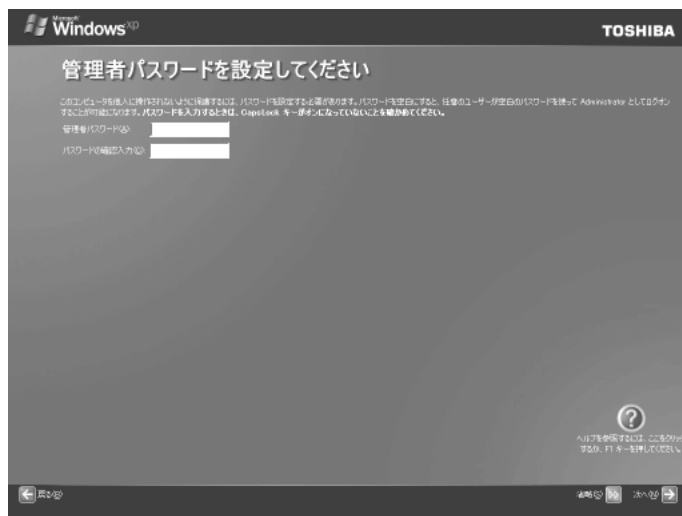 Microsoft
Windows xp
TOSHIBA
管理者パスワードを設定してください
このコンピュータを他人に操作されないように保護するには、パスワードを設定する必要があります。パスワードを空白にすると、任意のユーザーが空白のパスワードを使って Administrator としてログオン
することが可能になります。パスワードを入力するときは、CapsLock キーがオンになっていないことを確かめてください。
管理者パスワード(A):
パスワードの確認入力(C):
ヘルプを参照するには、ここをクリック
するか、F1 キーを押してください。
戻る(B)
省略(S)
次へ(N)